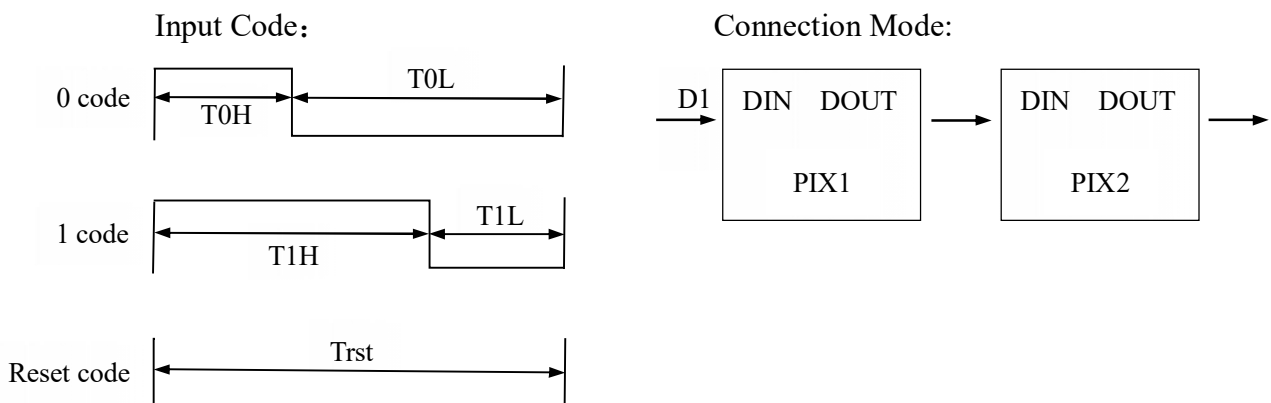 Input Code：
0 code
T0H
T0L
1 code
T1H
T1L
Reset code
Trst
Connection Mode:
D1
DIN DOUT
PIX1
DIN DOUT
PIX2